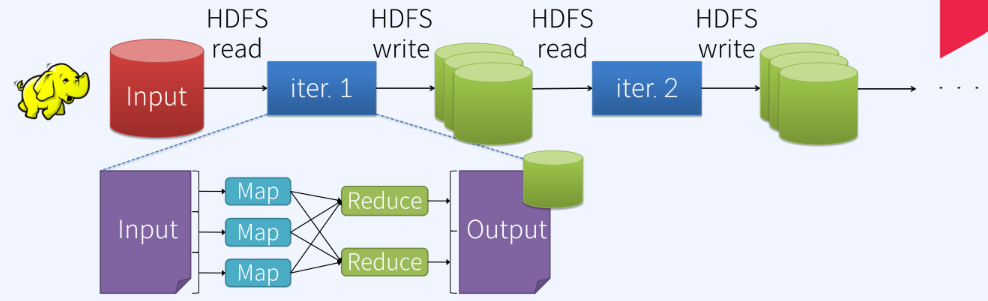 HDFS
read
HDFS
write
HDFS
read
HDFS
write
Input
iter. 1
iter. 2
. . .
Input
Map
Map
Map
Reduce
Reduce
Output